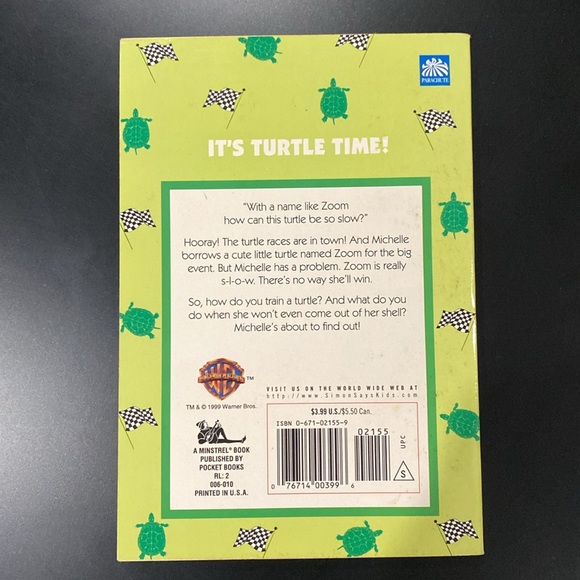 PARACHUTE
IT'S TURTLE TIME!
"With a name like Zoom
how can this turtle be so slow?"
Hooray! The turtle races are in town! And Michelle
borrows a cute little turtle named Zoom for the big
event. But Michelle has a problem. Zoom is really
s-l-o-w. There's no way she'll win.
So, how do you train a turtle? And what do you
do when she won't even come out of her shell?
Michelle's about to find out!
TM
TM & © 1999 Warner Bros.
A MINSTREL® BOOK
PUBLISHED BY
POCKET BOOKS
RL: 2
006-010
PRINTED IN U.S.A.
VISIT US ON THE WORLD WIDE WEB AT
http://www.SimonSaysKids.com
$3.99 U.S./$5.50 Can.
ISBN 0-671-02155-9
02155
UPC
S
0 76714 00399 6